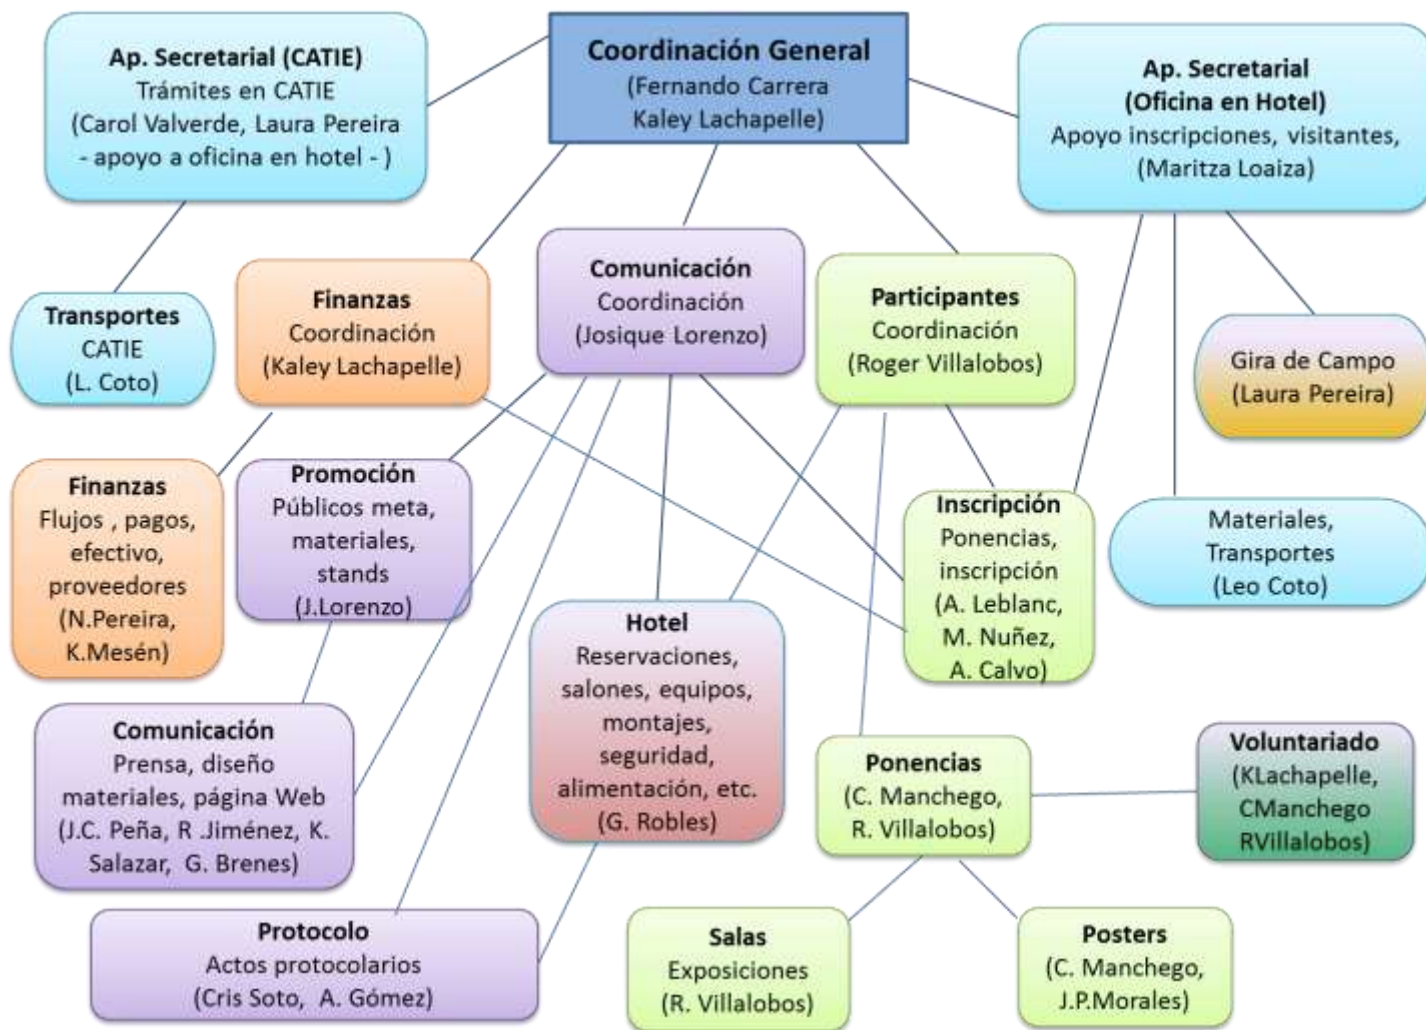 Ap. Secretarial (CATIE)
Trámites en CATIE
(Carol Valverde, Laura Pereira
- apoyo a oficina en hotel - )
Coordinación General
(Fernando Carrera
Kaley Lachapelle)
Ap. Secretarial
(Oficina en Hotel)
Apoyo inscripciones, visitantes,
(Maritza Loaiza)
Transportes
CATIE
(L. Coto)
Finanzas
Coordinación
(Kaley Lachapelle)
Comunicación
Coordinación
(Josique Lorenzo)
Participantes
Coordinación
(Roger Villalobos)
Gira de Campo
(Laura Pereira)
Finanzas
Flujos , pagos,
efectivo,
proveedores
(N.Pereira,
K.Mesén)
Promoción
Públicos meta,
materiales,
stands
(J.Lorenzo)
Hotel
Reservaciones,
salones, equipos,
montajes,
seguridad,
alimentación, etc.
(G. Robles)
Inscripción
Ponencias,
inscripción
(A. Leblanc,
M. Nuñez,
A. Calvo)
Materiales,
Transportes
(Leo Coto)
Comunicación
Prensa, diseño
materiales, página Web
(J.C. Peña, R .Jiménez, K.
Salazar, G. Brenes)
Ponencias
(C. Manchego,
R. Villalobos)
Voluntariado
(KLachapelle,
CManchego
RVillalobos)
Protocolo
Actos protocolarios
(Cris Soto, A. Gómez)
Salas
Exposiciones
(R. Villalobos)
Posters
(C. Manchego,
J.P.Morales)